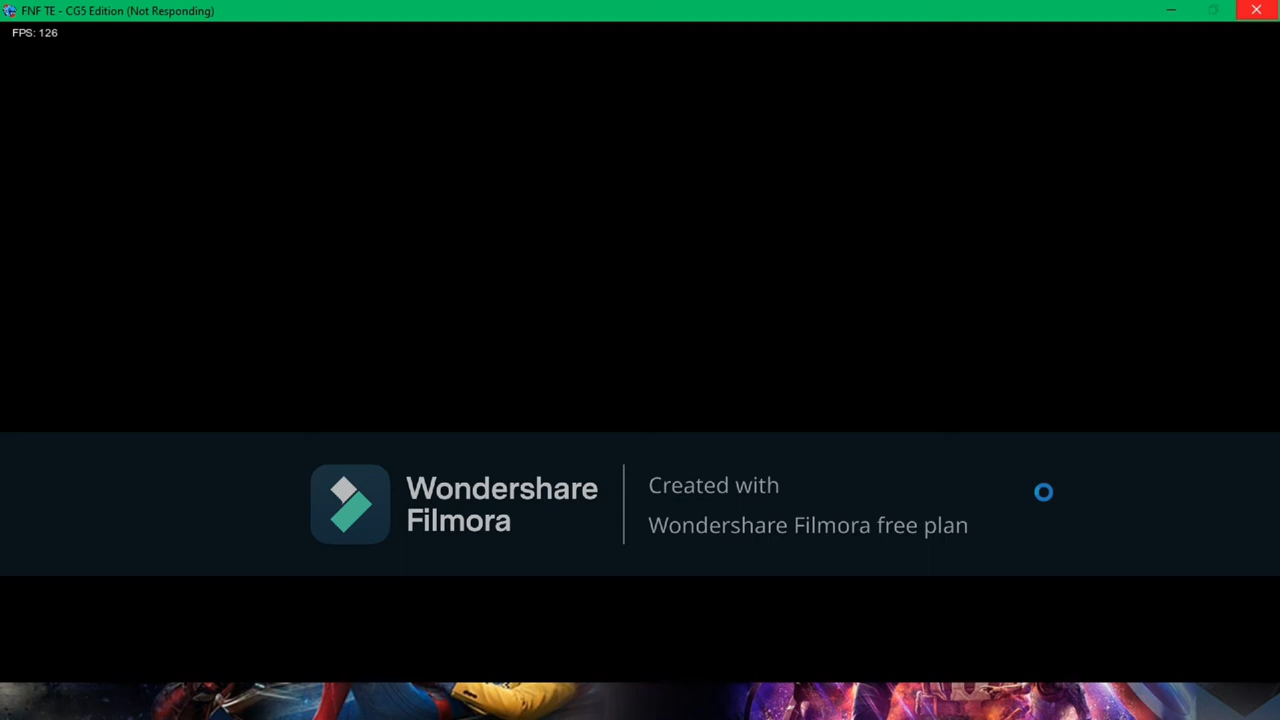 FNF TE - CG5 Edition (Not Responding)
FPS: 126
Wondershare
Filmora
Created with
Wondershare Filmora free plan